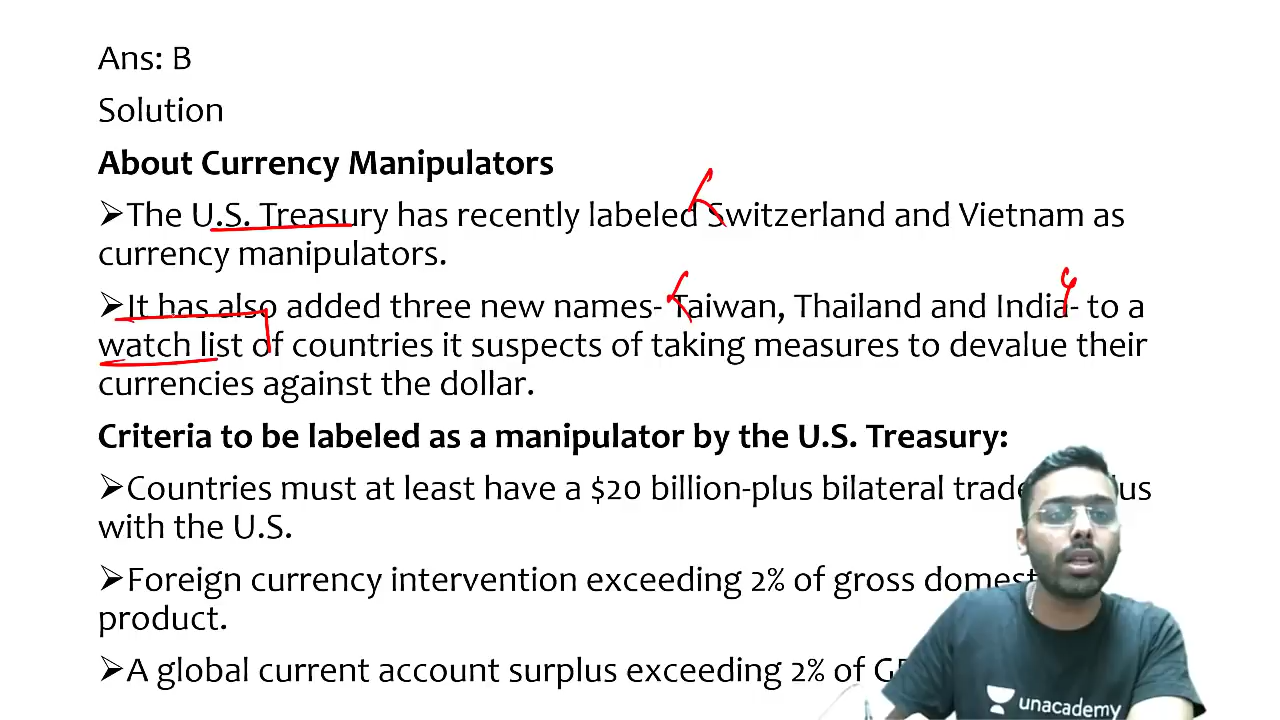 Ans: B
Solution
About Currency Manipulators
➤The U.S. Treasury has recently labeled Switzerland and Vietnam as
currency manipulators.
➤It has also added three new names- Taiwan, Thailand and India- to a
watch list of countries it suspects of taking measures to devalue their
currencies against the dollar.
Criteria to be labeled as a manipulator by the U.S. Treasury:
➤Countries must at least have a $20 billion-plus bilateral trade
with the U.S.
➤Foreign currency intervention exceeding 2% of gross
product.
➤A global current account surplus exceeding 2% of
unacademy